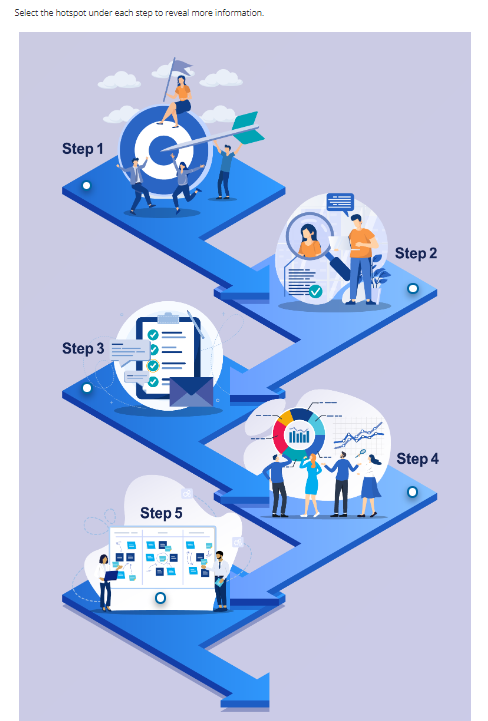 Select the hotspot under each step to reveal more information.
Step 1
Step 2
Step 3
Step 4
Step 5